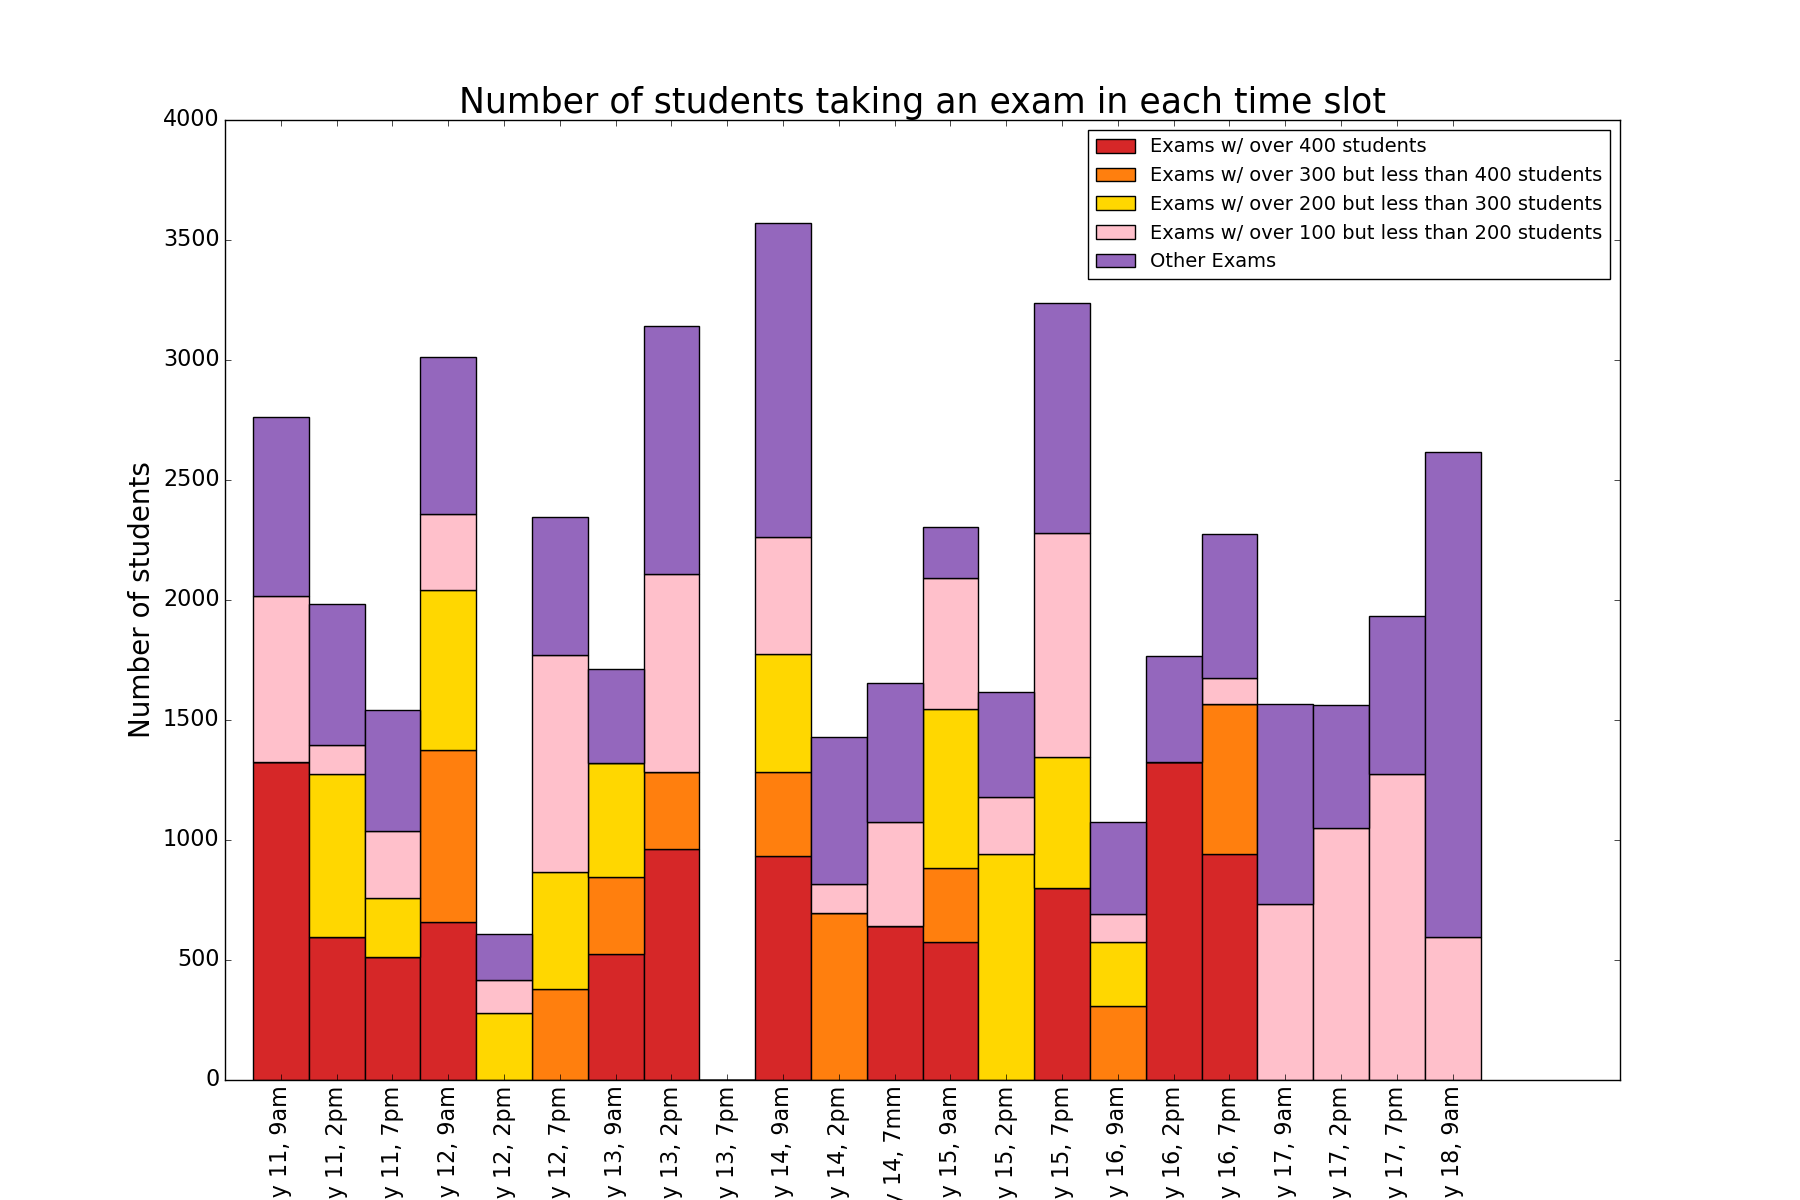 Number of students taking an exam in each time slot
Exams w/ over 400 students
Exams w/ over 300 but less than 400 students
Exams w/ over 200 but less than 300 students
Exams w/ over 100 but less than 200 students
Other Exams
Number of students
4000
3500
3000
2500
2000
1500
1000
500
0
y 11, 9am
y 11, 2pm
y 11, 7pm
y 12, 9am
y 12, 2pm
y 12, 7pm
y 13, 9am
y 13, 2pm
y 13, 7pm
y 14, 9am
y 14, 2pm
y 14, 7mm
y 15, 9am
y 15, 2pm
y 15, 7pm
y 16, 9am
y 16, 2pm
y 16, 7pm
y 17, 9am
y 17, 2pm
y 17, 7pm
y 18, 9am